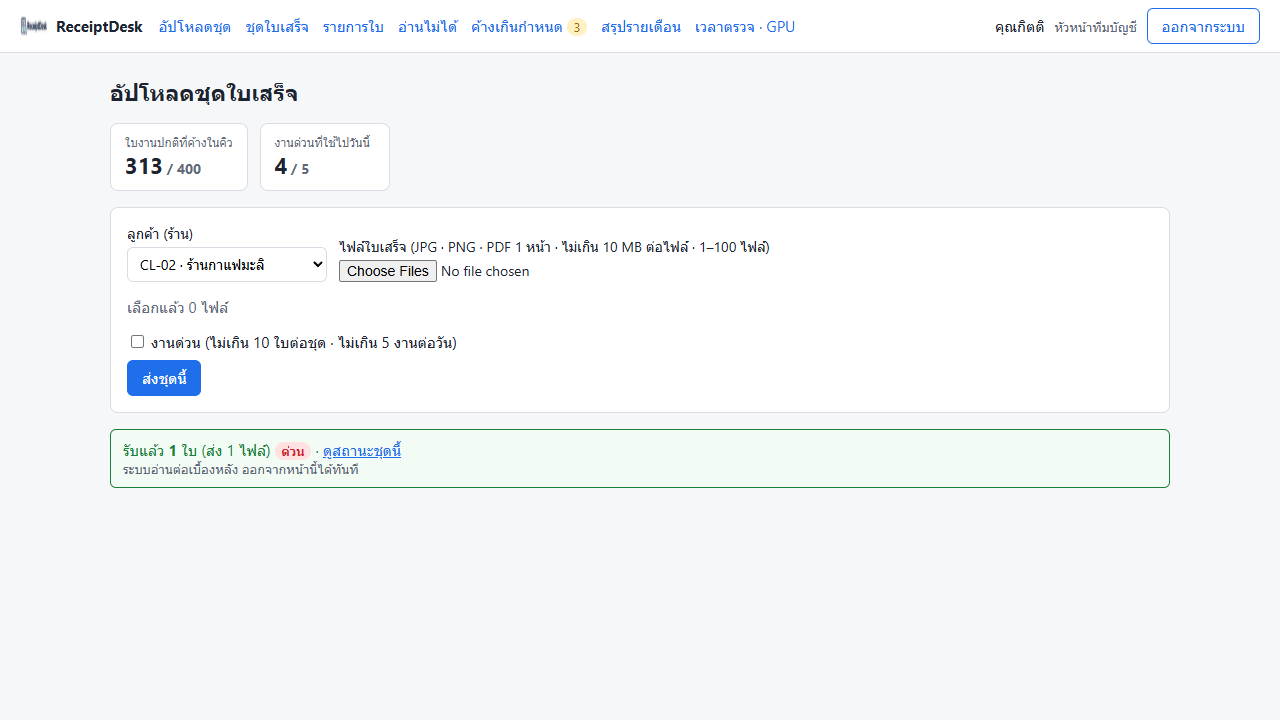 ReceiptDesk อัปโหลดชุด ชุดใบเสร็จ รายการใบ อ่านไม่ได้ ค้างเกินกำหนด 3 สรุปรายเดือน เวลาตรวจ · GPU คุณกิตติ หัวหน้าทีมบัญชี ออกจากระบบ
อัปโหลดชุดใบเสร็จ
ใบงานปกติที่ค้างในคิว
313 / 400
งานด่วนที่ใช้ไปวันนี้
4 / 5
ลูกค้า (ร้าน)
CL-02 · ร้านกาแฟมะลิ
ไฟล์ใบเสร็จ (JPG · PNG · PDF 1 หน้า · ไม่เกิน 10 MB ต่อไฟล์ · 1–100 ไฟล์)
Choose Files No file chosen
เลือกแล้ว 0 ไฟล์
งานด่วน (ไม่เกิน 10 ใบต่อชุด · ไม่เกิน 5 งานต่อวัน)
ส่งชุดนี้
รับแล้ว 1 ใบ (ส่ง 1 ไฟล์) ด่วน · ดูสถานะชุดนี้
ระบบอ่านต่อเบื้องหลัง ออกจากหน้านี้ได้ทันที